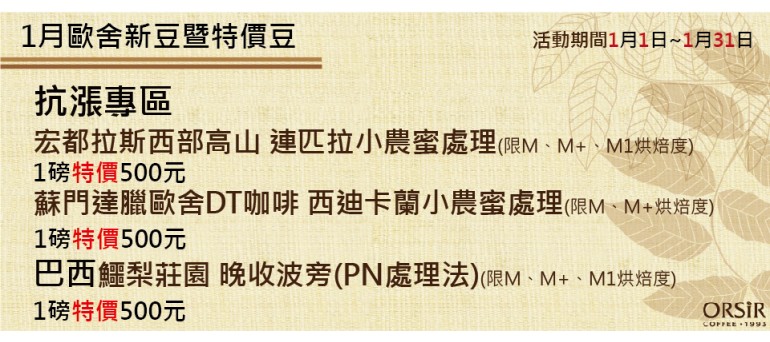 1月歐舍新豆暨特價豆
活動期間1月1日~1月31日
抗漲專區
宏都拉斯西部高山 連匹拉小農蜜處理(限M、M+、M1烘焙度)
1磅特價500元
蘇門達臘歐舍DT咖啡 西迪卡蘭小農蜜處理(限M、M+烘焙度)
1磅特價500元
巴西鱷梨莊園 晚收波旁(PN處理法)(限M、M+、M1烘焙度)
1磅特價500元
ORSiR
COFFEE • 1993